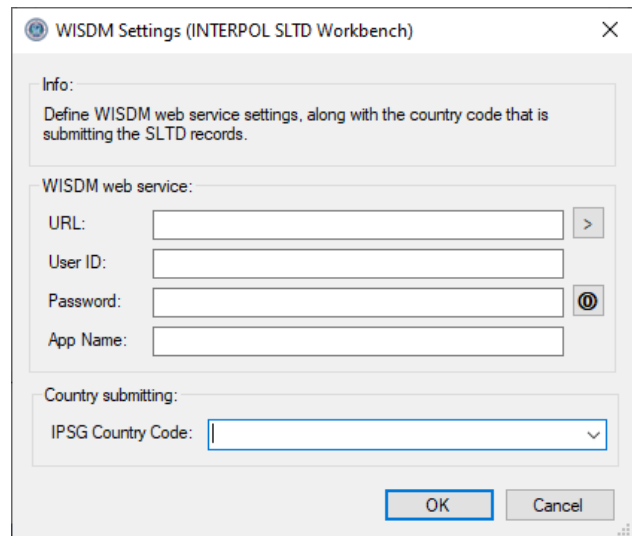 WISDM Settings (INTERPOL SLTD Workbench)
Info:
Define WISDM web service settings, along with the country code that is
submitting the SLTD records.
WISDM web service:
URL:
>
User ID:
Password:
App Name:
Country submitting:
IPSG Country Code:
OK Cancel